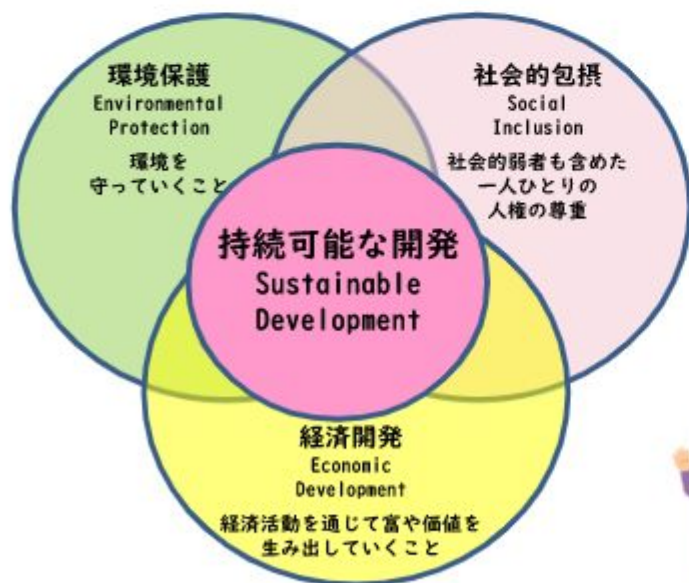 環境保護
Environmental
Protection
環境を
守っていくこと
社会的包摂
Social
Inclusion
社会的弱者も含めた
一人ひとりの
人権の尊重
持続可能な開発
Sustainable
Development
経済開発
Economic
Development
経済活動を通じて富や価値を
生み出していくこと